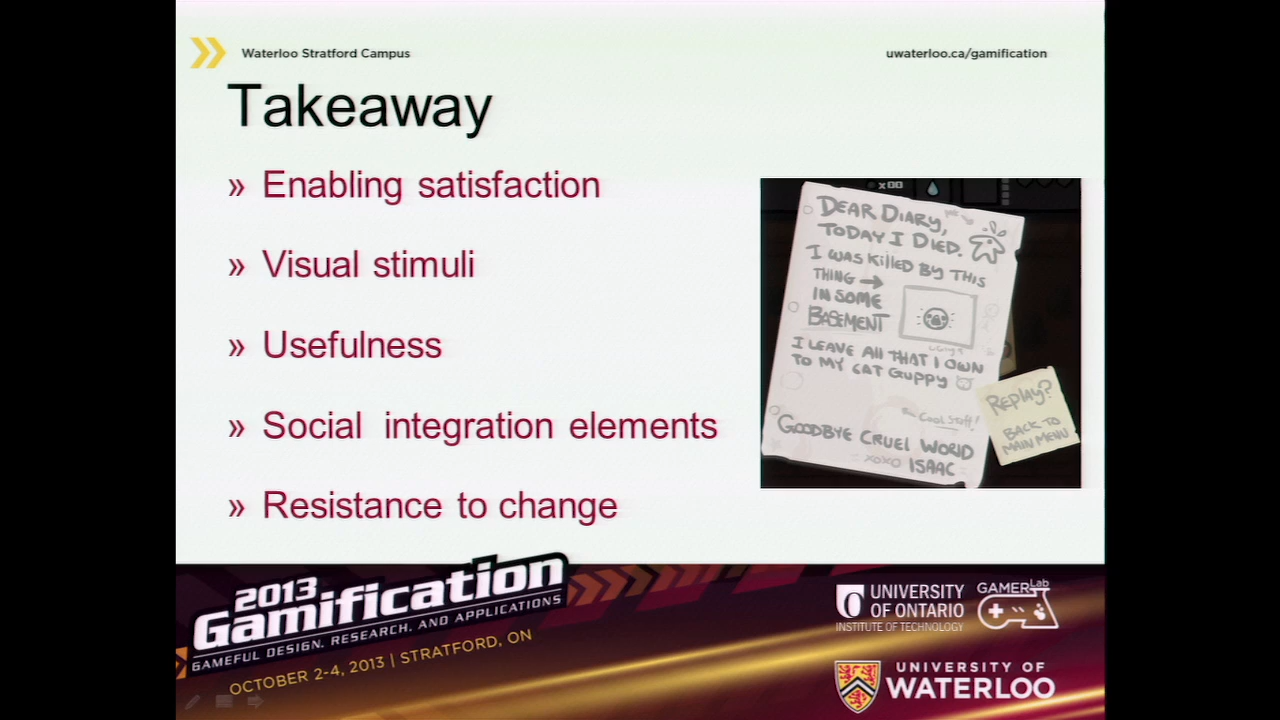 Waterloo Stratford Campus
uwaterloo.ca/gamification
Takeaway
» Enabling satisfaction
» Visual stimuli
» Usefulness
» Social integration elements
» Resistance to change
x00
DEAR DIARY,
TODAY I DIED.
I WAS KILLED BY THIS
THING →
IN SOME
BASEMENT
I LEAVE ALL THAT I OWN
TO MY CAT GUPPY
Cool Stuff!
GOODBYE CRUEL WORLD
XOXO ISAAC
REPLAY?
BACK TO
MAIN MENU
2013
Gamification
GAMEFUL DESIGN, RESEARCH, AND APPLICATIONS
OCTOBER 2-4, 2013 | STRATFORD, ON
UNIVERSITY
OF ONTARIO
INSTITUTE OF TECHNOLOGY
GAMER Lab
UNIVERSITY OF
WATERLOO